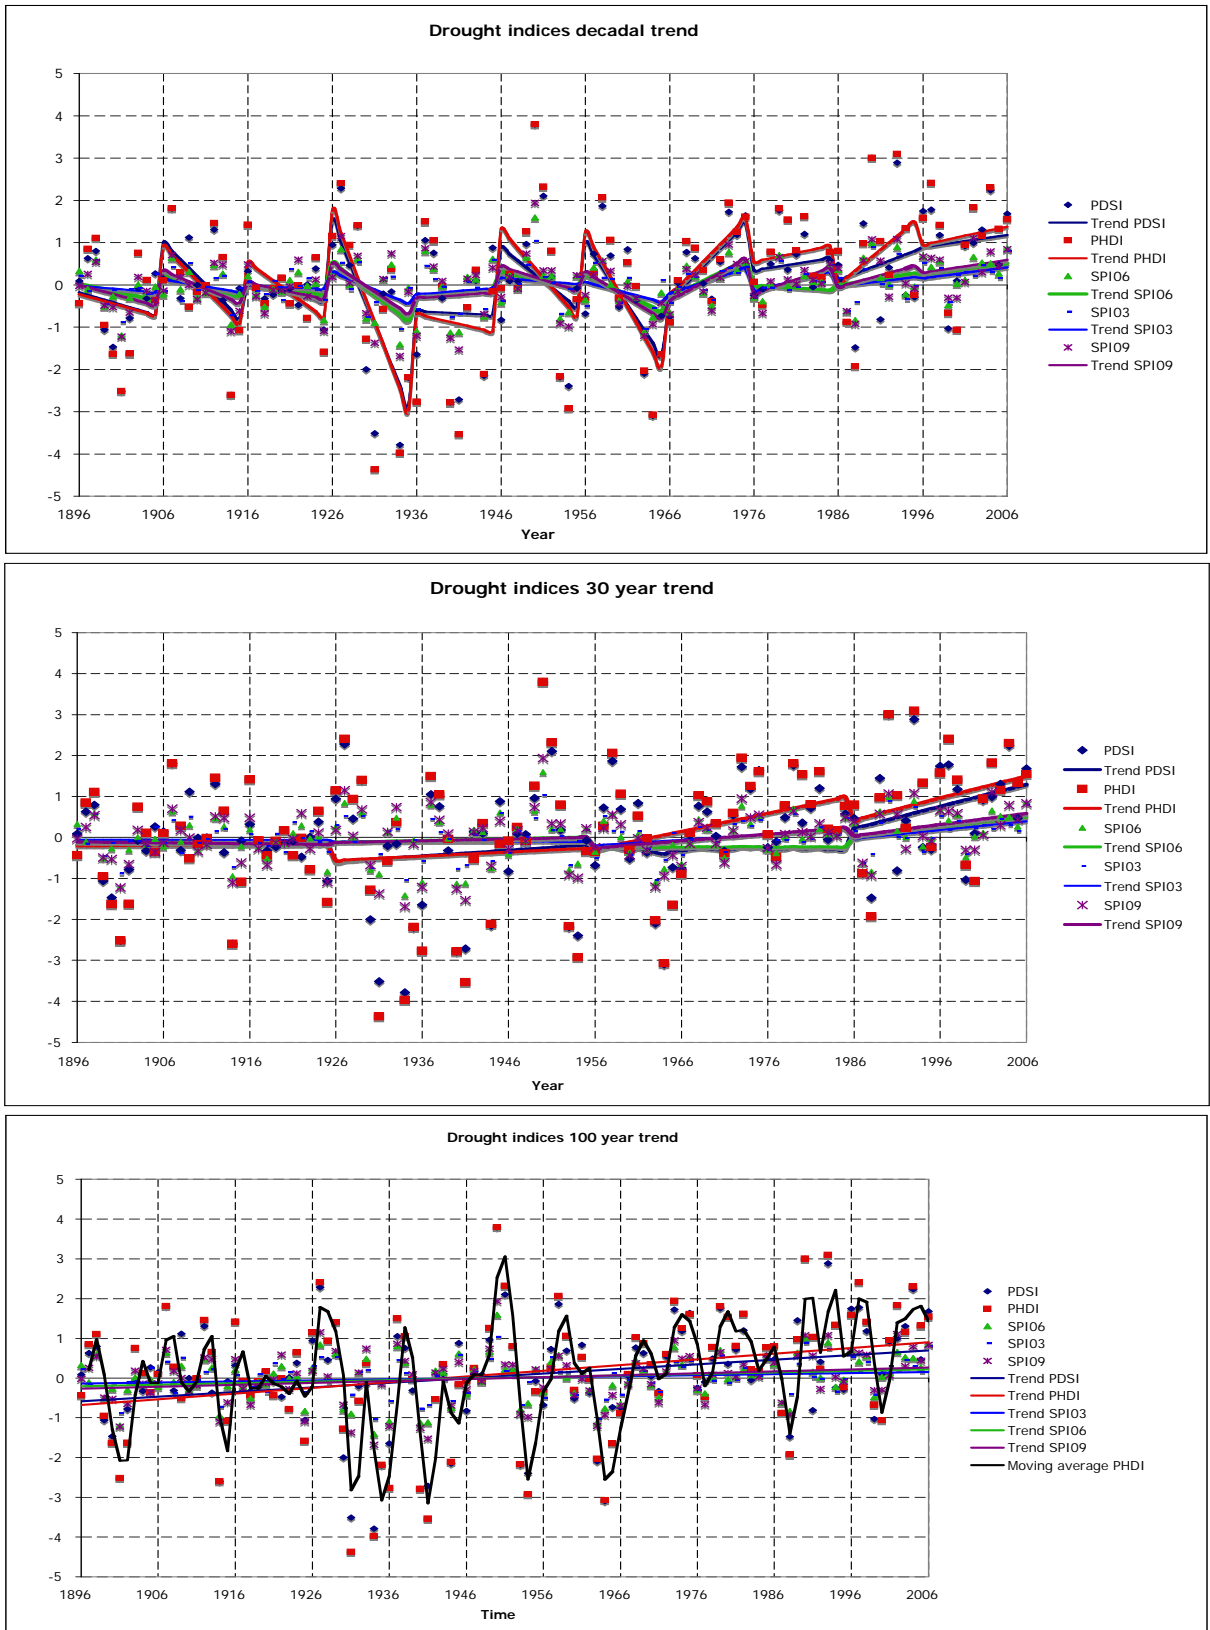 Drought indices decadal trend
5
4
3
2
1
0
-1
-2
-3
-4
-5
1896 1906 1916 1926 1936 1946 1956 1966 1976 1986 1996 2006
Year
PDSI
Trend PDSI
PHDI
Trend PHDI
SPI06
Trend SPI06
SPI03
Trend SPI03
SPI09
Trend SPI09
Drought indices 30 year trend
5
4
3
2
1
0
-1
-2
-3
-4
-5
1896 1906 1916 1926 1936 1946 1956 1966 1976 1986 1996 2006
Year
PDSI
Trend PDSI
PHDI
Trend PHDI
SPI06
Trend SPI06
SPI03
Trend SPI03
SPI09
Trend SPI09
Drought indices 100 year trend
5
4
3
2
1
0
-1
-2
-3
-4
-5
1896 1906 1916 1926 1936 1946 1956 1966 1976 1986 1996 2006
Time
PDSI
PHDI
SPI06
SPI03
SPI09
Trend PDSI
Trend PHDI
Trend SPI03
Trend SPI06
Trend SPI09
Moving average PHDI